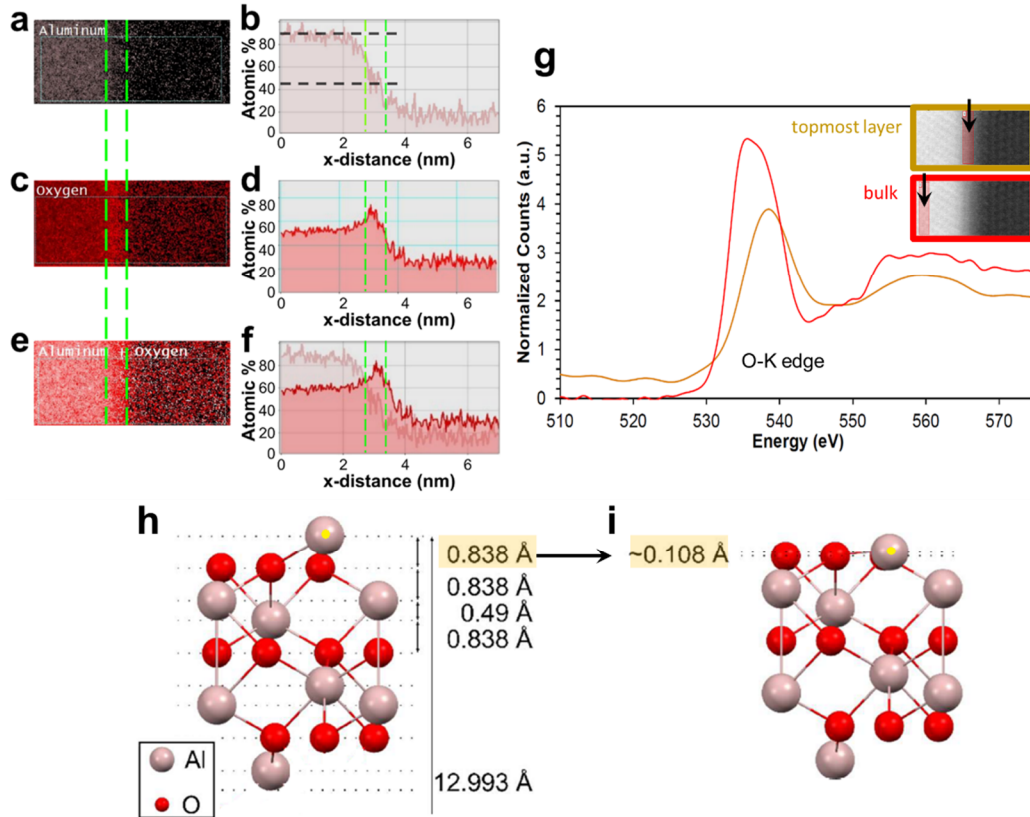 a
Aluminum
b
Atomic %
80
60
40
20
0
0 2 4 6
x-distance (nm)
c
Oxygen
d
Atomic %
80
60
40
20
0
0 2 4 6
x-distance (nm)
e
Aluminum + Oxygen
f
Atomic %
80
60
40
20
0 2 4 6
x-distance (nm)
g
topmost layer
bulk
Normalized Counts (a.u.)
6
5
4
3
2
1
0
O-K edge
510 520 530 540 550 560 570
Energy (eV)
h
0.838 Å
0.838 Å
0.49 Å
0.838 Å
12.993 Å
Al
O
i
~0.108 Å